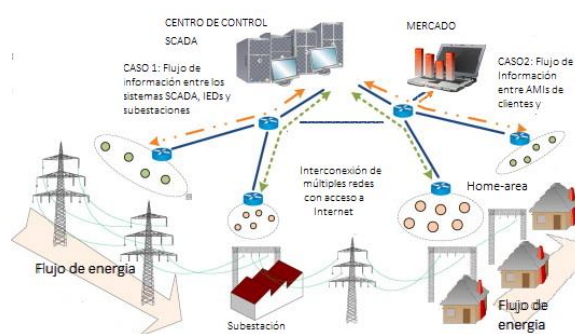 CENTRO DE CONTROL
SCADA
MERCADO
CASO 1: Flujo de
información entre los
sistemas SCADA, IEDs y
subestaciones
CASO2: Flujo de
Información
entre AMIs de
clientes y
Interconexión de
múltiples redes
con acceso a
Internet
Home-area
Flujo de energia
Subestación
Flujo de
energia